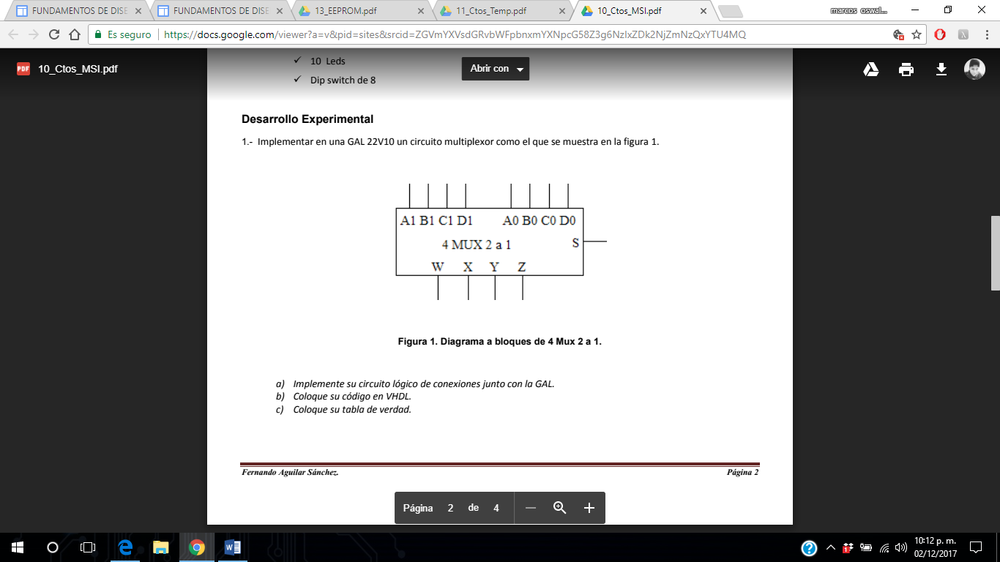 FUNDAMENTOS DE DISE
FUNDAMENTOS DE DISE
13_EEPROM.pdf
11_Ctos_Temp.pdf
10_Ctos_MSI.pdf
marcos oswal...
Es seguro
https://docs.google.com/viewer?a=v&pid=sites&srcid=ZGVmYXVsdGRvbWFpbnxmYXNpcG58Z3g6NzIxZDk2NjZmNzQxYTU4MQ
PDF 10_Ctos_MSI.pdf
Abrir con
✓ 10 Leds
✓ Dip switch de 8
Desarrollo Experimental
1.- Implementar en una GAL 22V10 un circuito multiplexor como el que se muestra en la figura 1.
A1 B1 C1 D1 A0 B0 C0 D0
4 MUX 2 a 1 S
W X Y Z
Figura 1. Diagrama a bloques de 4 Mux 2 a 1.
a) Implemente su circuito lógico de conexiones junto con la GAL.
b) Coloque su código en VHDL.
c) Coloque su tabla de verdad.
Fernando Aguilar Sánchez. Página 2
Página 2 de 4
10:12 p. m.
02/12/2017